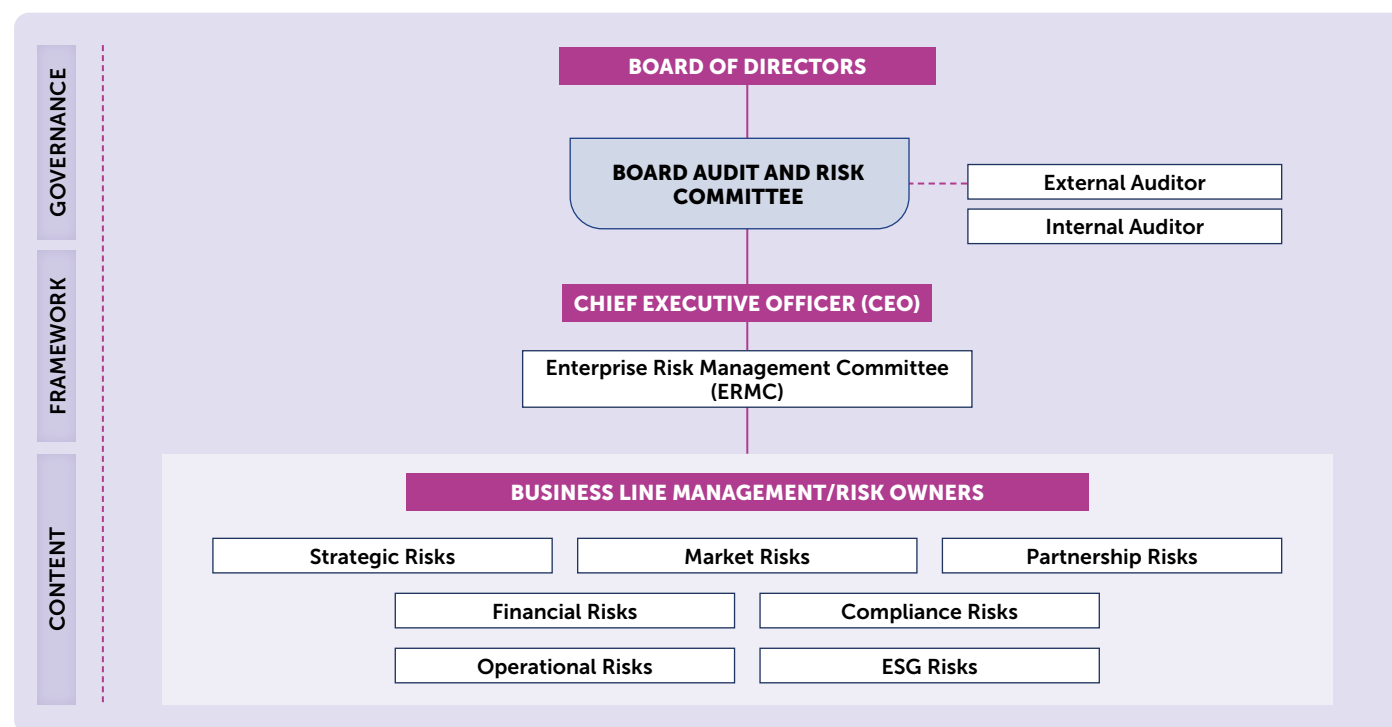 GOVERNANCE
BOARD OF DIRECTORS
BOARD AUDIT AND RISK
COMMITTEE
External Auditor
Internal Auditor
FRAMEWORK
CHIEF EXECUTIVE OFFICER (CEO)
Enterprise Risk Management Committee
(ERMC)
CONTENT
BUSINESS LINE MANAGEMENT/RISK OWNERS
Strategic Risks
Market Risks
Partnership Risks
Financial Risks
Compliance Risks
Operational Risks
ESG Risks